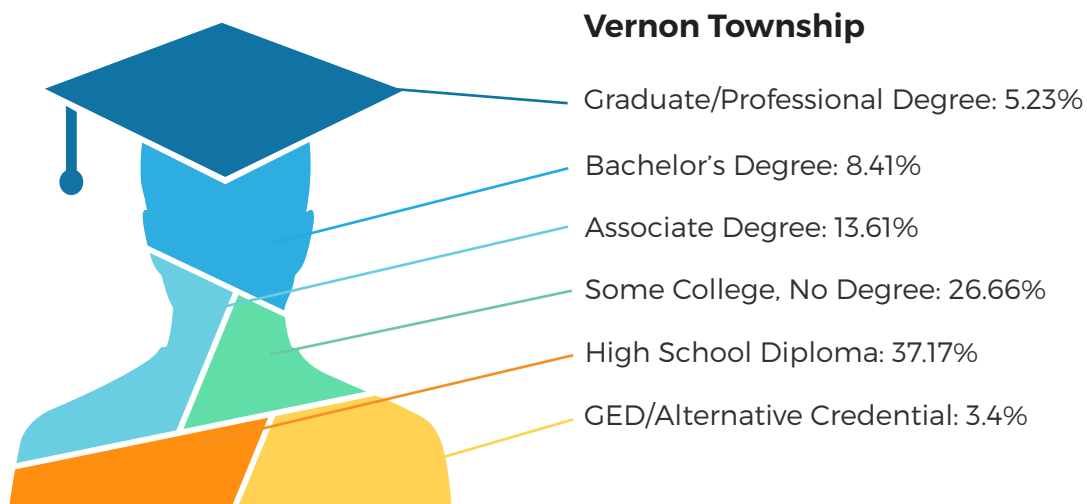 Vernon Township
Graduate/Professional Degree: 5.23%
Bachelor’s Degree: 8.41%
Associate Degree: 13.61%
Some College, No Degree: 26.66%
High School Diploma: 37.17%
GED/Alternative Credential: 3.4%